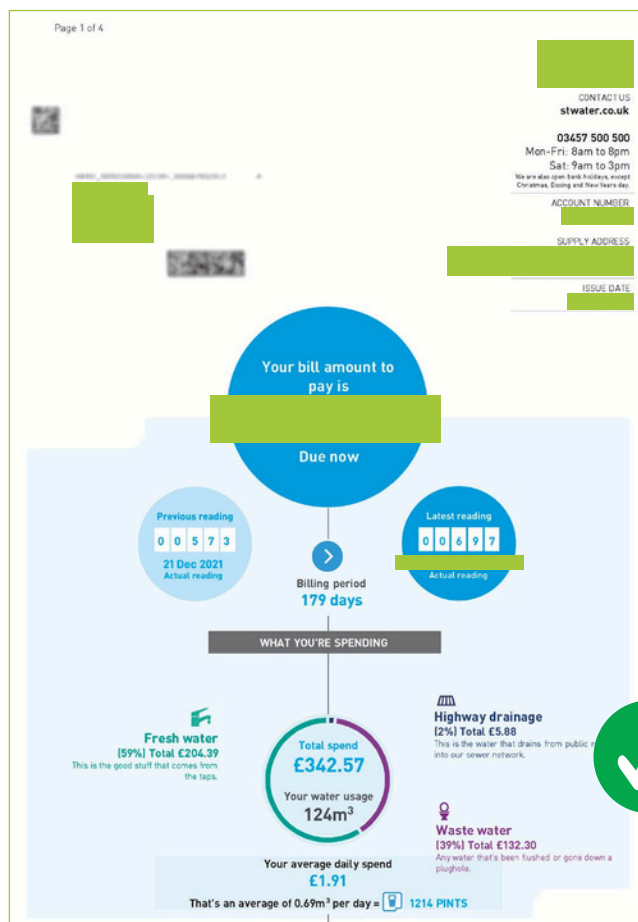 Page 1 of 4
CONTACT US
stwater.co.uk
03457 500 500
Mon-Fri: 8am to 8pm
Sat: 9am to 3pm
We are also open bank holidays, except
Christmas, Boxing and New Years day.
ACCOUNT NUMBER
SUPPLY ADDRESS
ISSUE DATE
Your bill amount to
pay is
Due now
Previous reading
0 0 5 7 3
21 Dec 2021
Actual reading
Latest reading
0 0 6 9 7
Actual reading
Billing period
179 days
WHAT YOU'RE SPENDING
Fresh water
(59%) Total £204.39
This is the good stuff that comes from
the taps.
Total spend
£342.57
Your water usage
124m³
Highway drainage
(2%) Total £5.88
This is the water that drains from public
into our sewer network.
Waste water
(39%) Total £132.30
Any water that's been flushed or gone down a
plughole.
Your average daily spend
£1.91
That's an average of 0.69m³ per day = 1214 PINTS